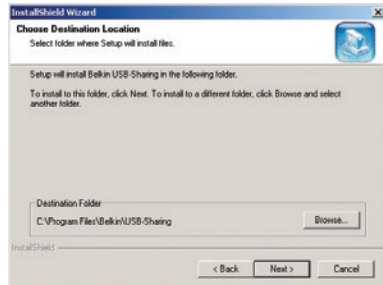 InstallShield Wizard
Choose Destination Location
Select folder where Setup will install files.
Setup will install Belkin USB-Sharing in the following folder.
To install to this folder, click Next. To install to a different folder, click Browse and select
another folder.
Destination Folder
C:\Program Files\Belkin\USB-Sharing
Browse...
InstallShield
< Back
Next >
Cancel